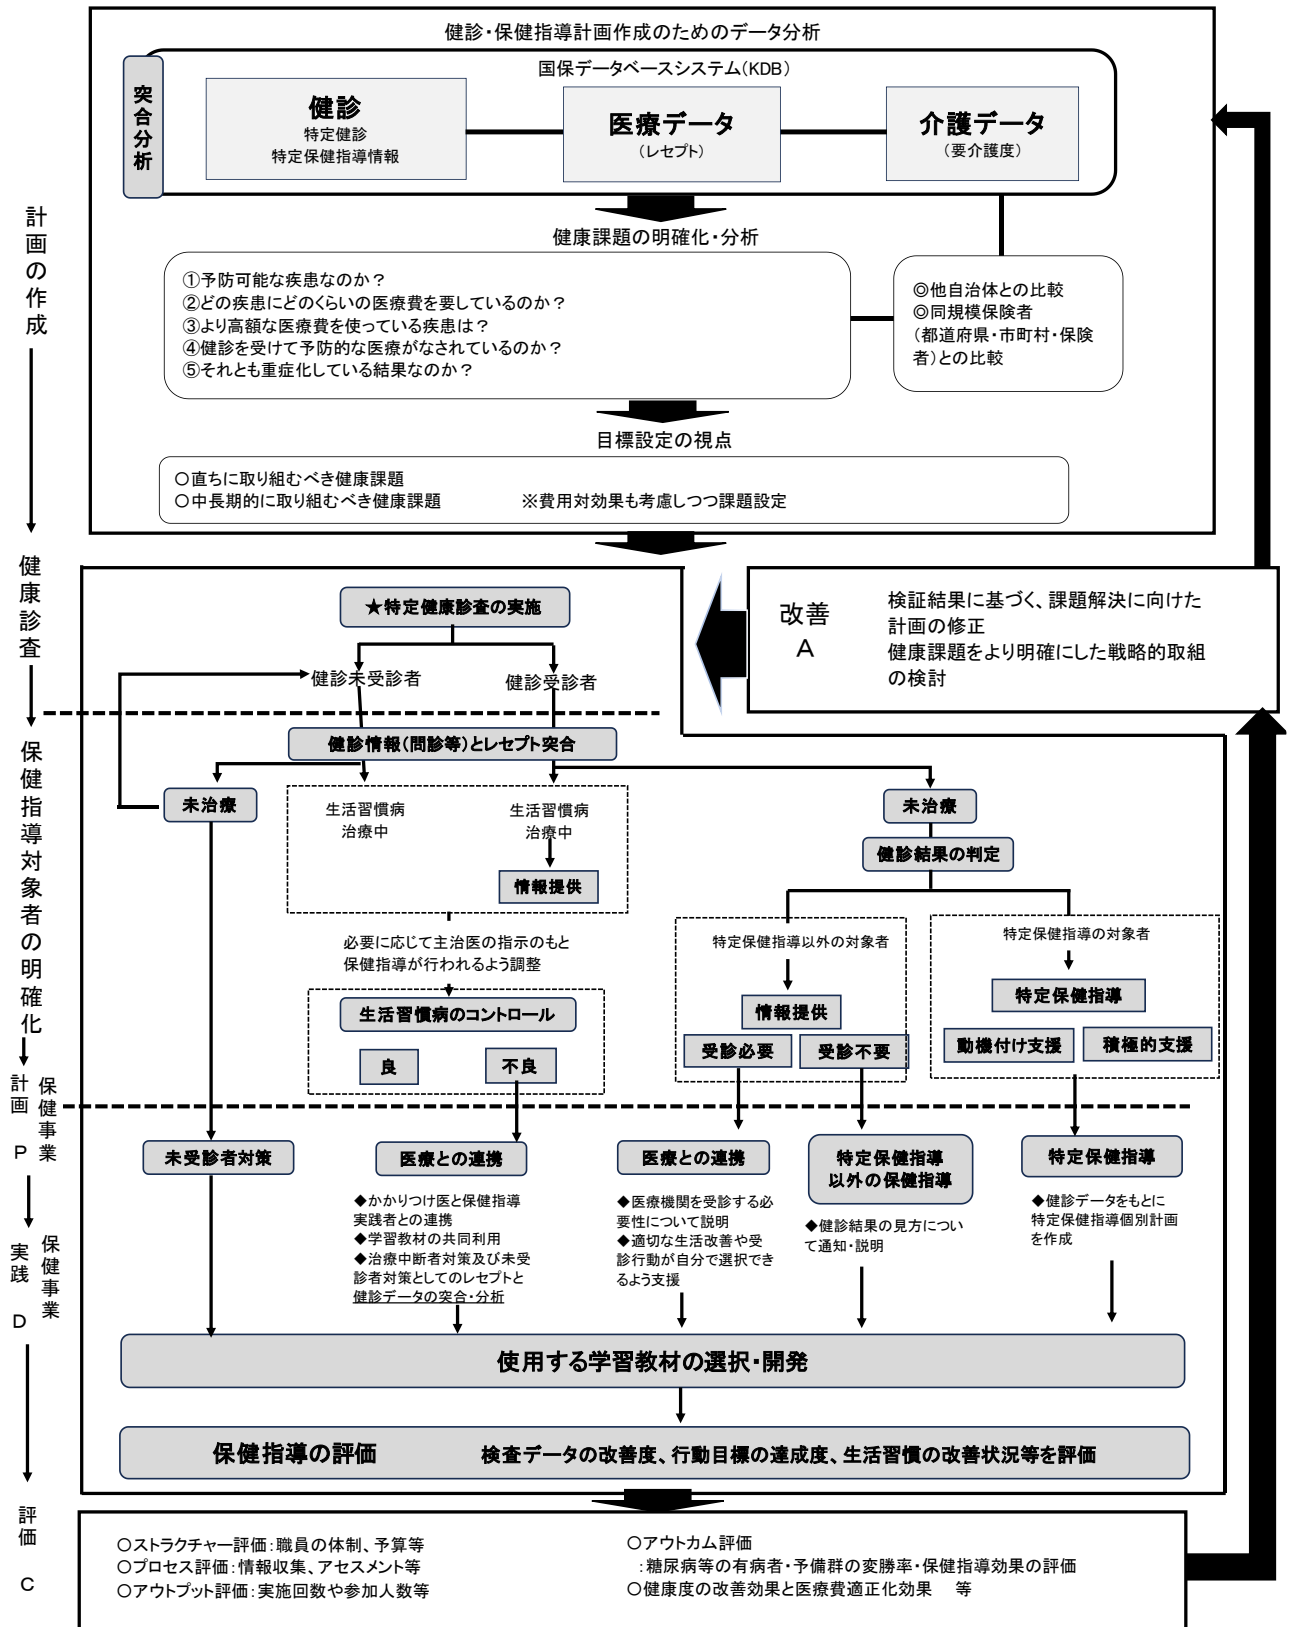 健診・保健指導計画作成のためのデータ分析
国保データベースシステム(KDB)
突合分析
健診
特定健診
特定保健指導情報
医療データ
(レセプト)
介護データ
(要介護度)
計画の作成
健康課題の明確化・分析
①予防可能な疾患なのか?
②どの疾患にどのくらいの医療費を要しているのか?
③より高額な医療費を使っている疾患は?
④健診を受けて予防的な医療がなされているのか?
⑤それとも重症化している結果なのか?
◎他自治体との比較
◎同規模保険者
(都道府県・市町村・保険
者)との比較
目標設定の視点
○直ちに取り組むべき健康課題
○中長期的に取り組むべき健康課題 ※費用対効果も考慮しつつ課題設定
健康診査
★特定健康診査の実施
改善
A
検証結果に基づく、課題解決に向けた
計画の修正
健康課題をより明確にした戦略的取組
の検討
健診未受診者
健診受診者
保健指導対象者の明確化
健診情報(問診等)とレセプト突合
未治療
生活習慣病
治療中
生活習慣病
治療中
情報提供
未治療
健診結果の判定
必要に応じて主治医の指示のもと
保健指導が行われるよう調整
特定保健指導以外の対象者
情報提供
受診必要
受診不要
特定保健指導の対象者
特定保健指導
動機付け支援
積極的支援
生活習慣病のコントロール
良
不良
保健事業
計画 P
未受診者対策
医療との連携
医療との連携
特定保健指導
以外の保健指導
特定保健指導
◆かかりつけ医と保健指導
実践者との連携
◆学習教材の共同利用
◆治療中断者対策及び未受
診者対策としてのレセプトと
健診データの突合・分析
◆医療機関を受診する必
要性について説明
◆適切な生活改善や受
診行動が自分で選択でき
るよう支援
◆健診結果の見方につい
て通知・説明
◆健診データをもとに
特定保健指導個別計画
を作成
保健事業
実践 D
使用する学習教材の選択・開発
保健指導の評価 検査データの改善度、行動目標の達成度、生活習慣の改善状況等を評価
評価 C
○ストラクチャー評価:職員の体制、予算等
○プロセス評価:情報収集、アセスメント等
○アウトプット評価:実施回数や参加人数等
○アウトカム評価
:糖尿病等の有病者・予備群の変勝率・保健指導効果の評価
○健康度の改善効果と医療費適正化効果 等